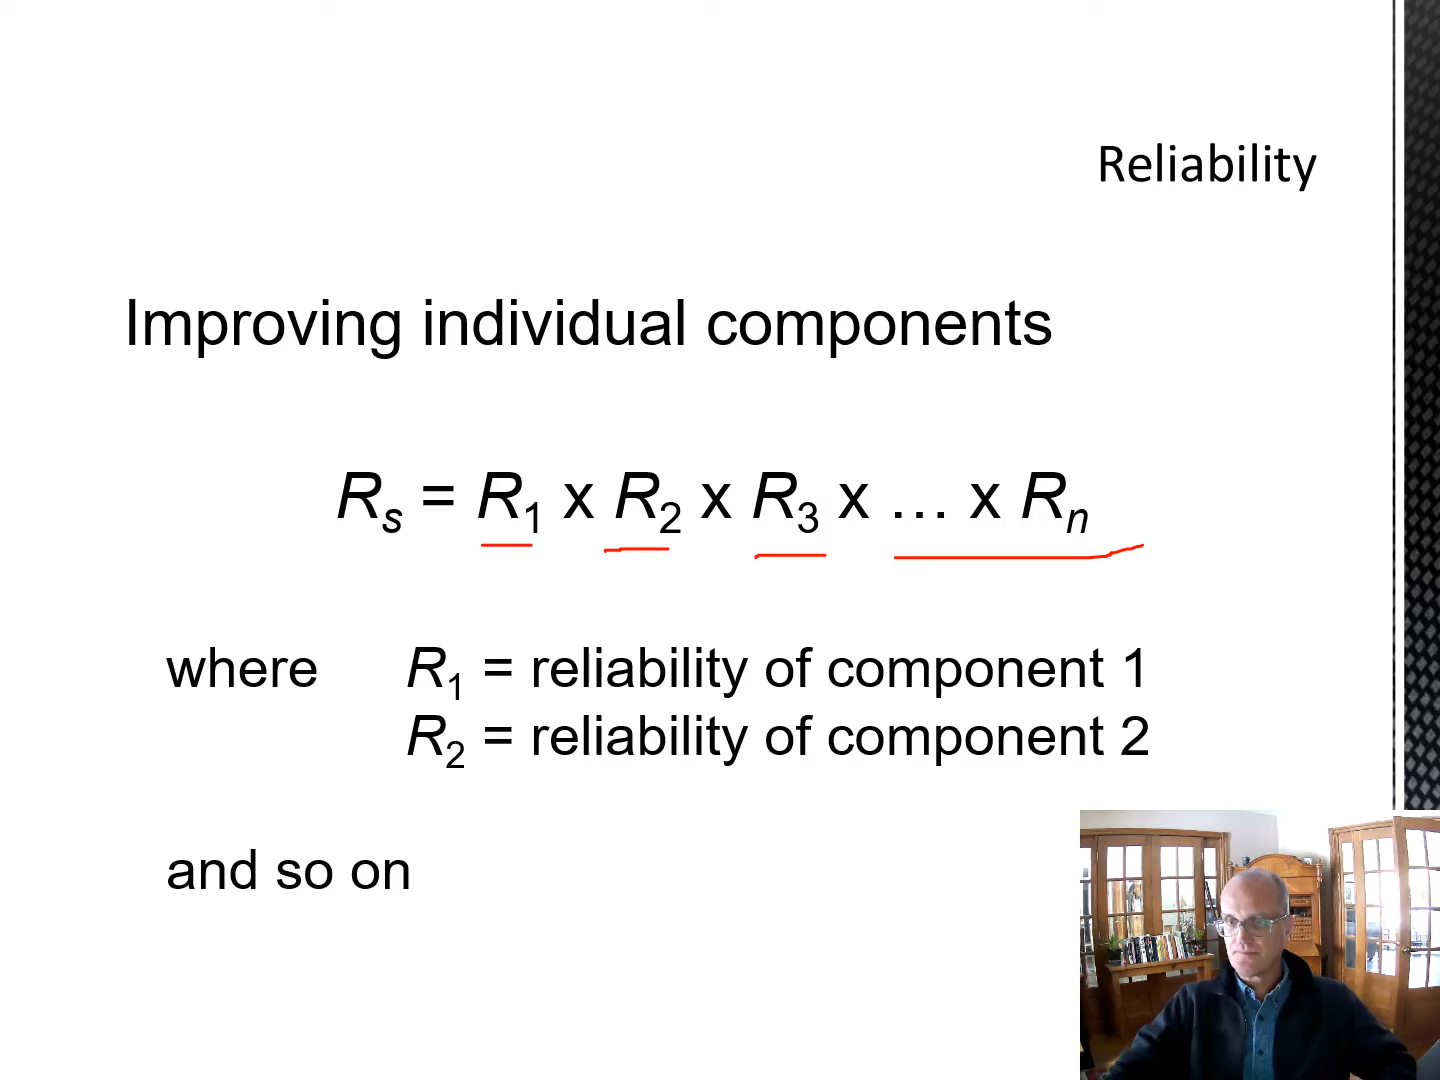 Reliability
Improving individual components
Rs = R1 x R2 x R3 x … x Rn
where R1 = reliability of component 1
R2 = reliability of component 2
and so on